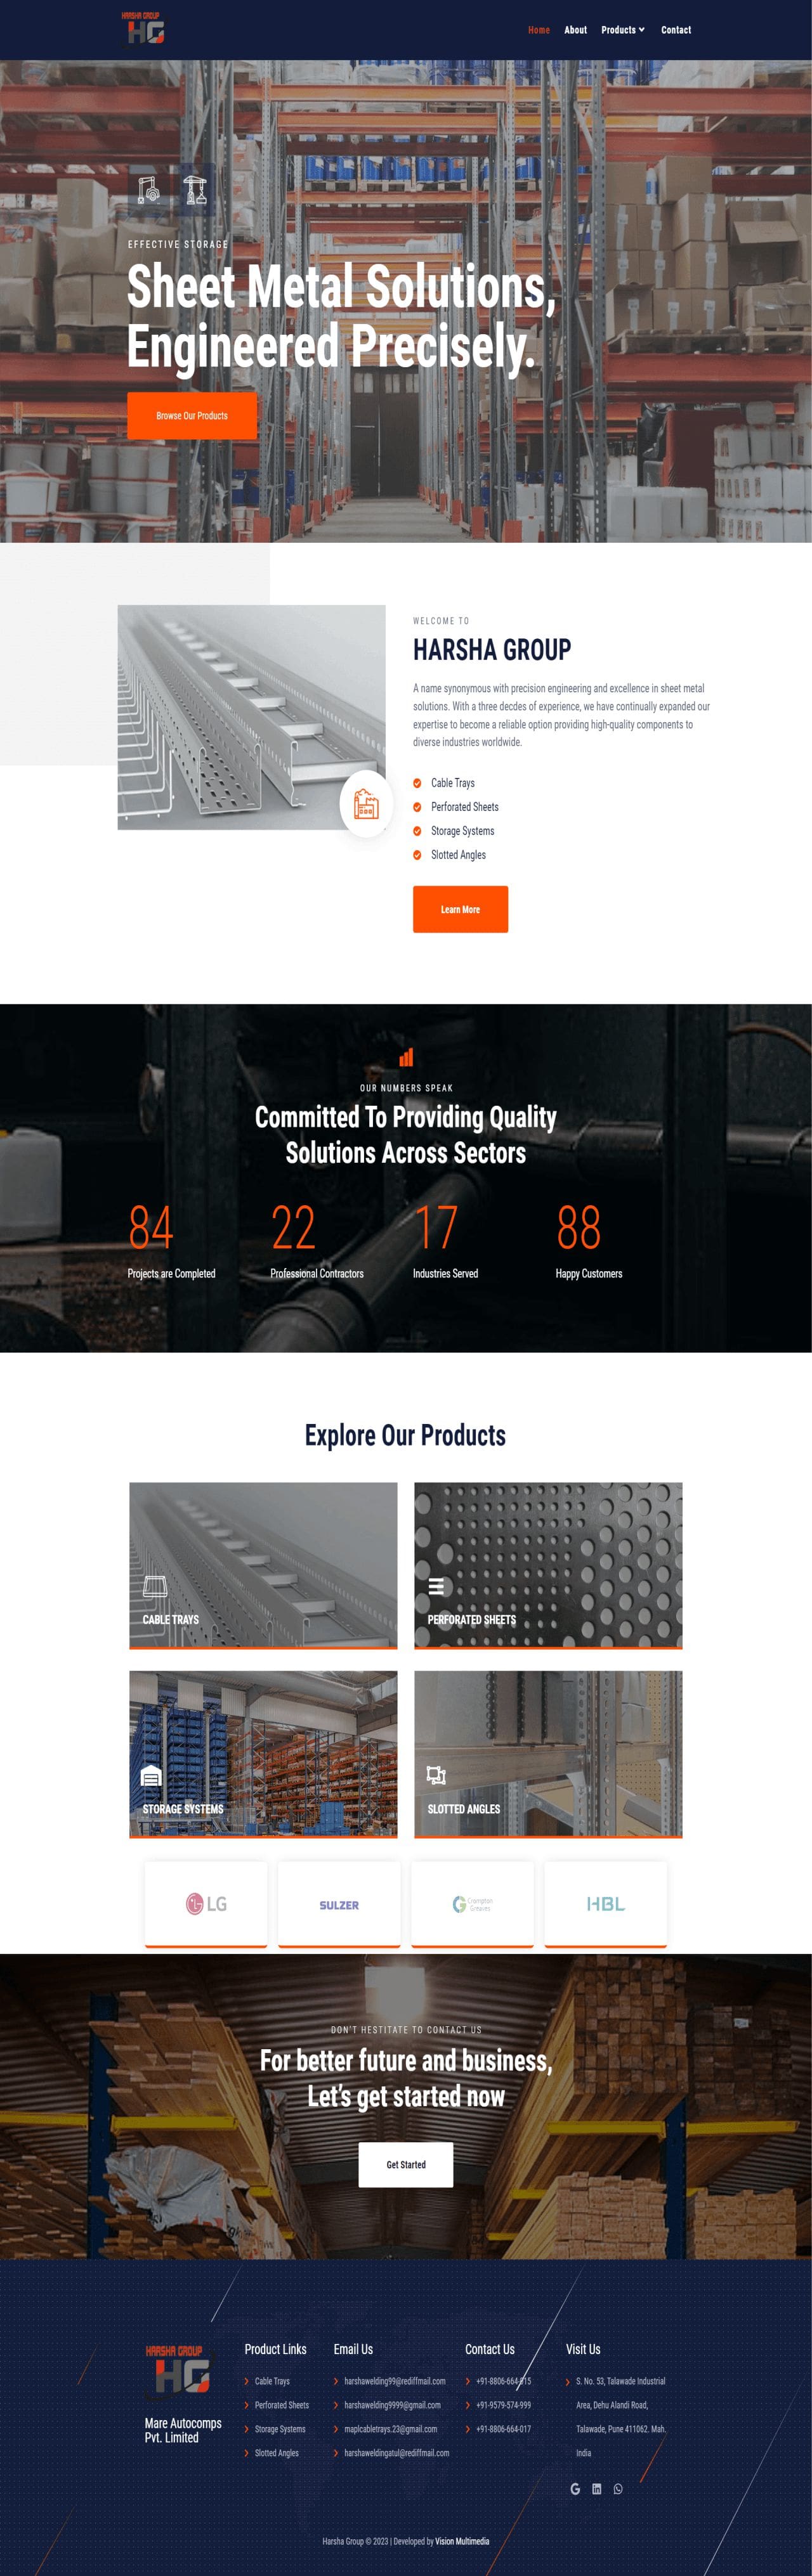 HARSHA GROUP
HG
Home About Products Contact
EFFECTIVE STORAGE
Sheet Metal Solutions,
Engineered Precisely.
Browse Our Products
WELCOME TO
HARSHA GROUP
A name synonymous with precision engineering and excellence in sheet metal
solutions. With a three decdes of experience, we have continually expanded our
expertise to become a reliable option providing high-quality components to
diverse industries worldwide.
Cable Trays
Perforated Sheets
Storage Systems
Slotted Angles
Learn More
OUR NUMBERS SPEAK
Committed To Providing Quality
Solutions Across Sectors
84 22 17 88
Projects are Completed Professional Contractors Industries Served Happy Customers
Explore Our Products
CABLE TRAYS PERFORATED SHEETS
STORAGE SYSTEMS SLOTTED ANGLES
LG SULZER Crompton HBL
Greaves
DON'T HESTITATE TO CONTACT US
For better future and business,
Let's get started now
Get Started
HARSHA GROUP
HG
Mare Autocomps
Pvt. Limited
Product Links
Cable Trays
Perforated Sheets
Storage Systems
Slotted Angles
Email Us
harshawelding99@rediffmail.com
harshawelding9999@gmail.com
maplcabletrays.23@gmail.com
harshaweldingatul@rediffmail.com
Contact Us
+91-8806-664-915
+91-9579-574-999
+91-8806-664-017
Visit Us
S. No. 53, Talawade Industrial
Area, Dehu Alandi Road,
Talawade, Pune 411062. Mah.
India
Harsha Group © 2023 | Developed by Vision Multimedia